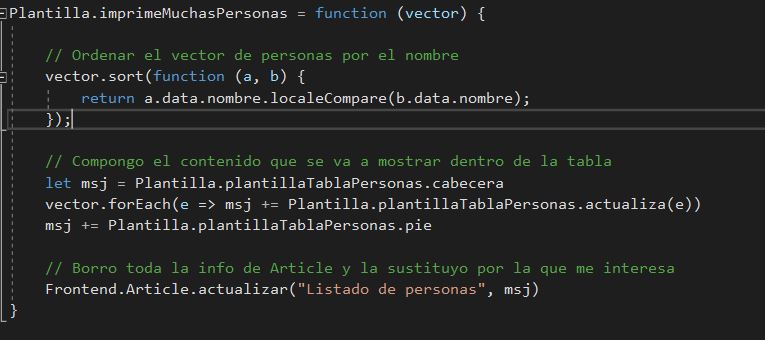 Plantilla.imprimeMuchasPersonas = function (vector) {
// Ordenar el vector de personas por el nombre
vector.sort(function (a, b) {
return a.data.nombre.localeCompare(b.data.nombre);
});
// Compongo el contenido que se va a mostrar dentro de la tabla
let msj = Plantilla.plantillaTablaPersonas.cabecera
vector.forEach(e => msj += Plantilla.plantillaTablaPersonas.actualiza(e))
msj += Plantilla.plantillaTablaPersonas.pie
// Borro toda la info de Article y la sustituyo por la que me interesa
Frontend.Article.actualizar("Listado de personas", msj)
}